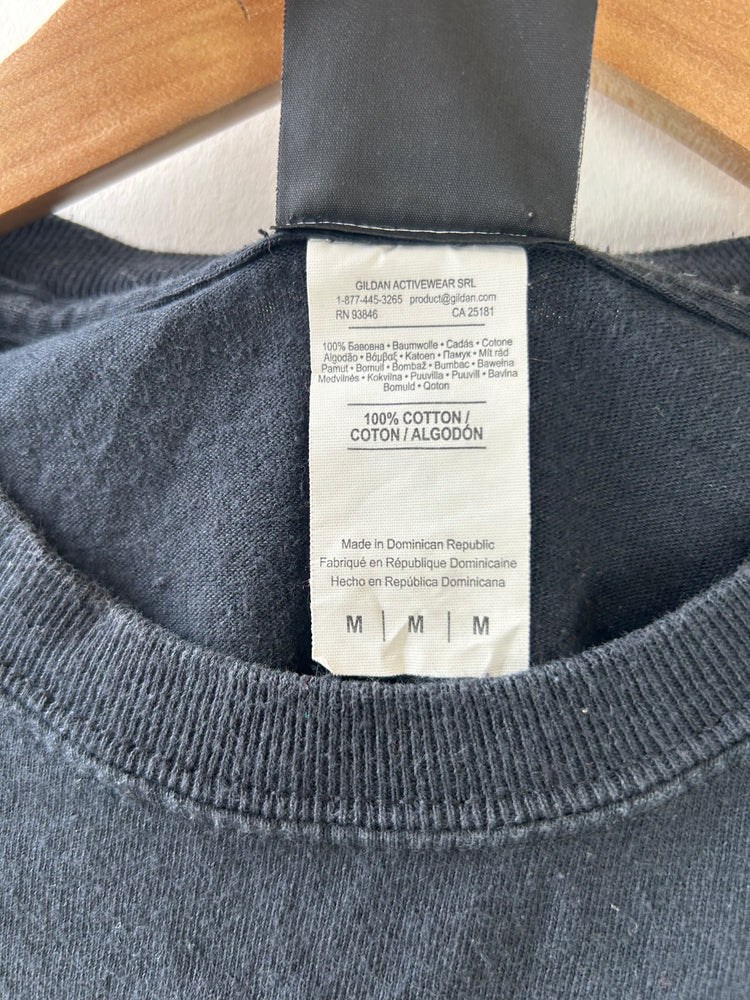 GILDAN ACTIVEWEAR SRL
1-877-445-3265 product@gildan.com
RN 93846 CA 25181
100% Бавовна • Baumwolle • Cadás • Cotone
Algodão • Βάμβαξ • Katoen • Памук • Mit rád
Pamut • Bomull • Bombaž • Bumbac • Bawełna
Medvilnės • Kokvilna • Puuvilla • Puuvill • Bavlna
Bomuld • Qoton
100% COTTON /
COTON / ALGODÓN
Made in Dominican Republic
Fabriqué en République Dominicaine
Hecho en República Dominicana
M | M | M